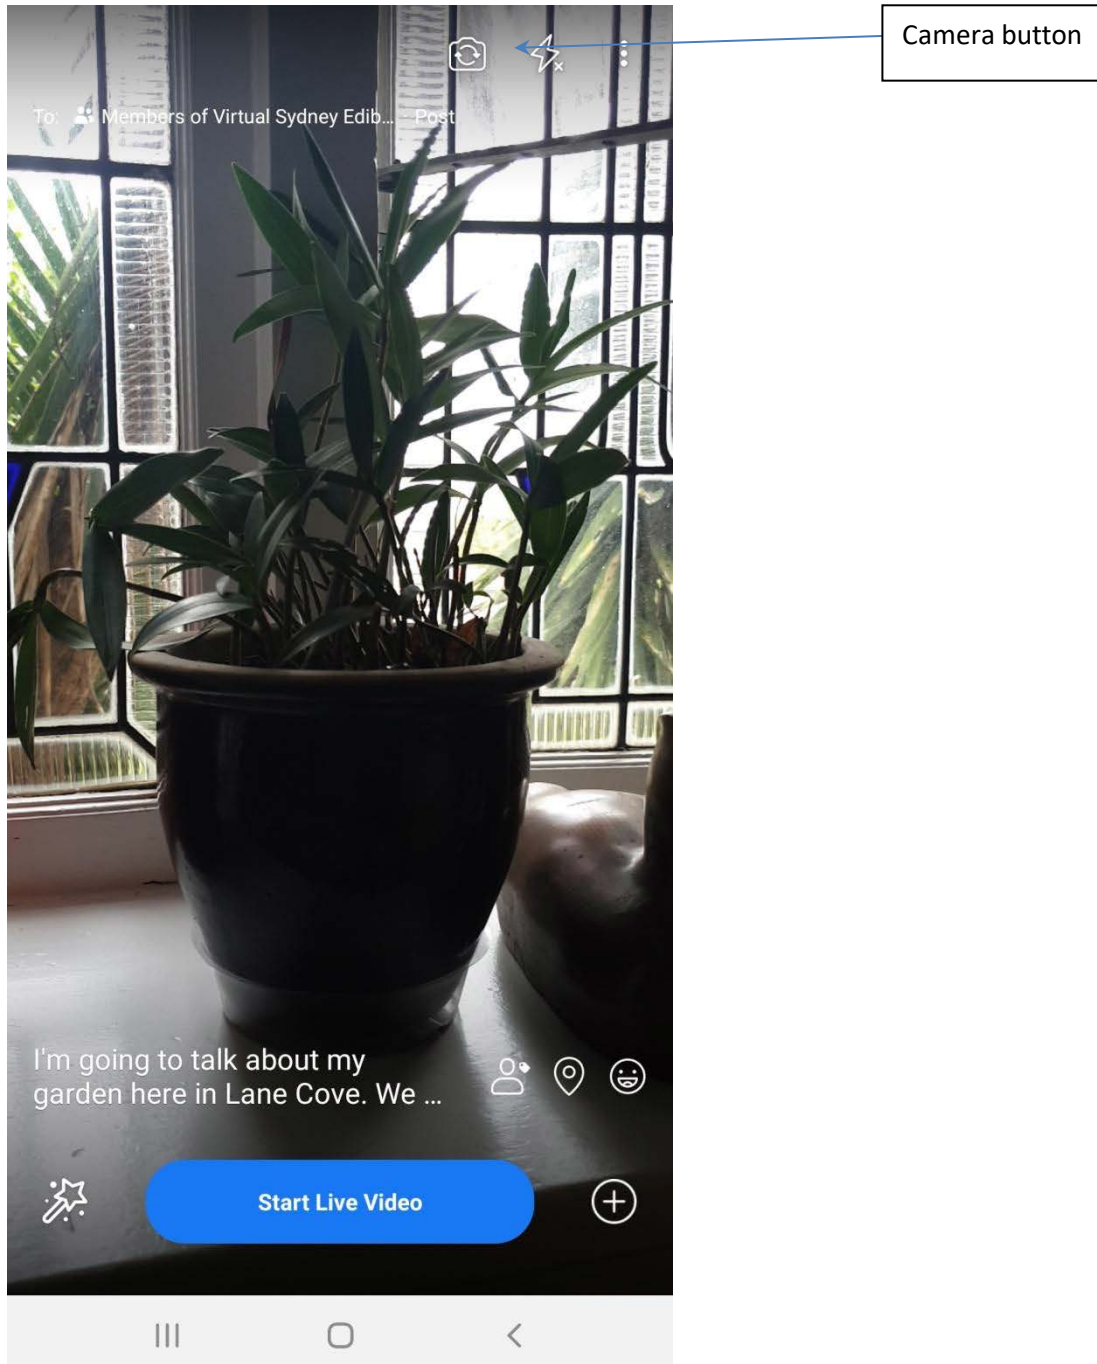 Camera button
To: Members of Virtual Sydney Edib... · Post
I'm going to talk about my
garden here in Lane Cove. We ...
Start Live Video